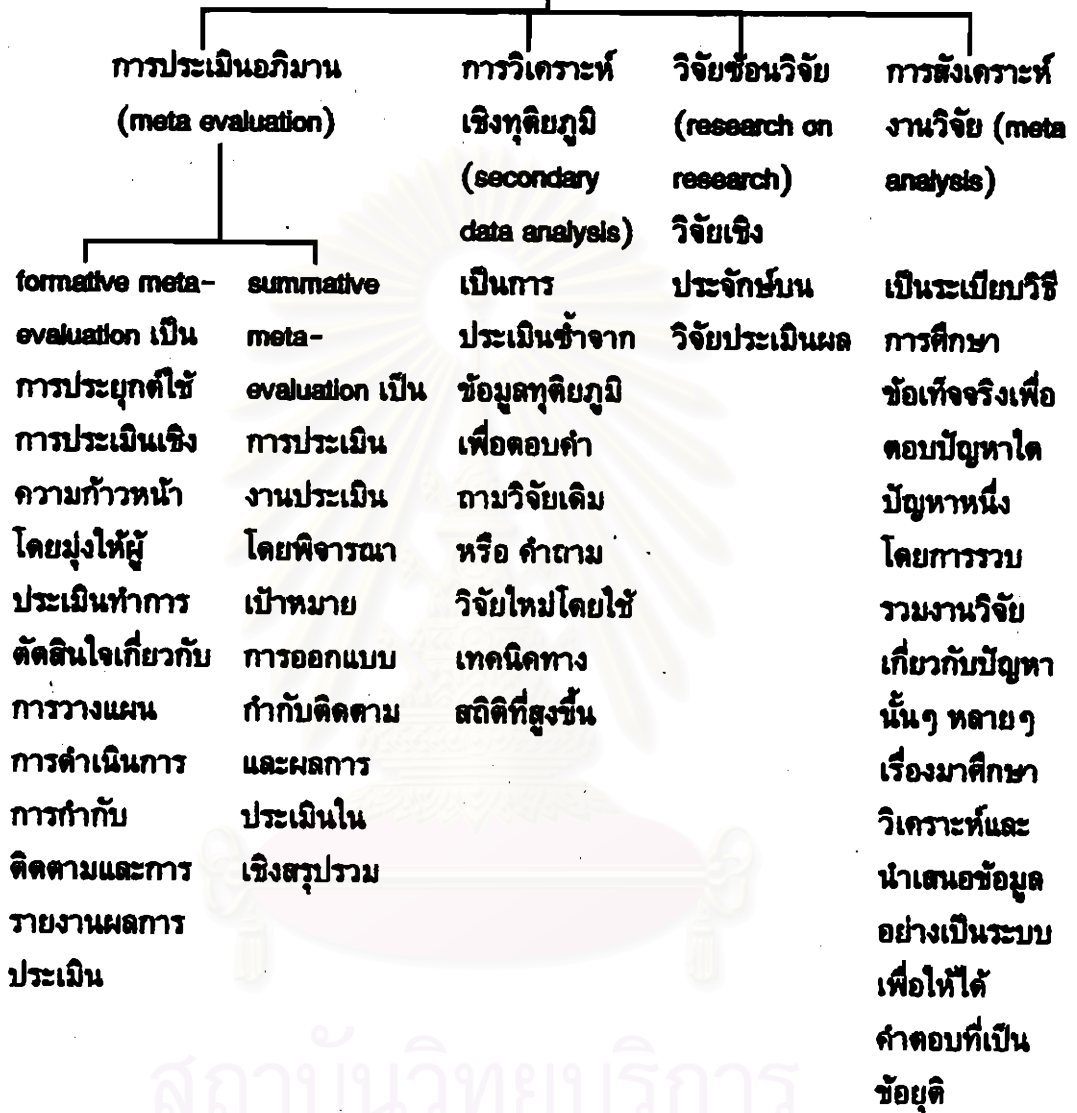 การประเมินอภิมาน
(meta evaluation)
formative meta-
evaluation เป็น
การประยุกต์ใช้
การประเมินเชิง
ความก้าวหน้า
โดยมุ่งให้ผู้
ประเมินทำการ
ตัดสินใจเกี่ยวกับ
การวางแผน
การดำเนินการ
การกำกับ
ติดตามและการ
รายงานผลการ
ประเมิน
summative
meta-
evaluation เป็น
การประเมิน
งานประเมิน
โดยพิจารณา
เป้าหมาย
การออกแบบ
กำกับติดตาม
และผลการ
ประเมินใน
เชิงสรุปรวม
การวิเคราะห์
เชิงทุติยภูมิ
(secondary
data analysis)
เป็นการ
ประเมินซ้ำจาก
ข้อมูลทุติยภูมิ
เพื่อตอบคำ
ถามวิจัยเดิม
หรือ คำถาม
วิจัยใหม่โดยใช้
เทคนิคทาง
สถิติที่สูงขึ้น
วิจัยซ้อนวิจัย
(research on
research)
วิจัยเชิง
ประจักษ์บน
วิจัยประเมินผล
การสังเคราะห์
งานวิจัย (meta
analysis)
เป็นระเบียบวิธี
การศึกษา
ข้อเท็จจริงเพื่อ
ตอบปัญหาใด
ปัญหาหนึ่ง
โดยการรวบ
รวมงานวิจัย
เกี่ยวกับปัญหา
นั้นๆ หลายๆ
เรื่องมาศึกษา
วิเคราะห์และ
นำเสนอข้อมูล
อย่างเป็นระบบ
เพื่อให้ได้
คำตอบที่เป็น
ข้อยุติ
สถาบันวิทยบริการ